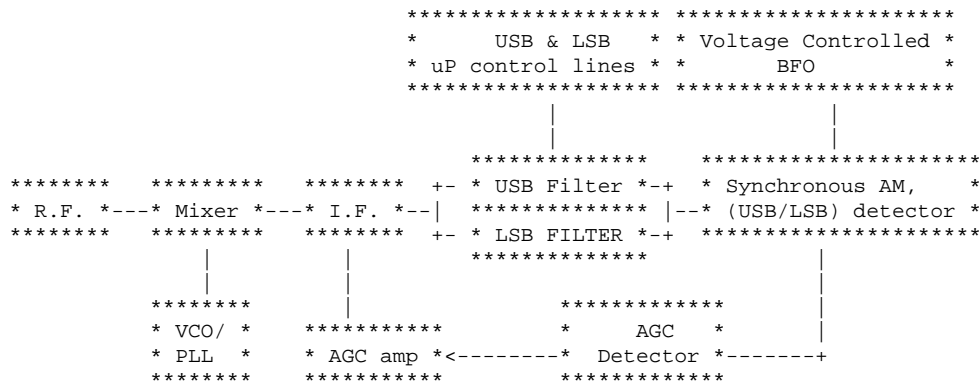 USB & LSB
uP control lines
Voltage Controlled
BFO
R.F.
Mixer
I.F.
USB Filter
LSB FILTER
Synchronous AM,
(USB/LSB) detector
VCO/
PLL
AGC amp
AGC
Detector